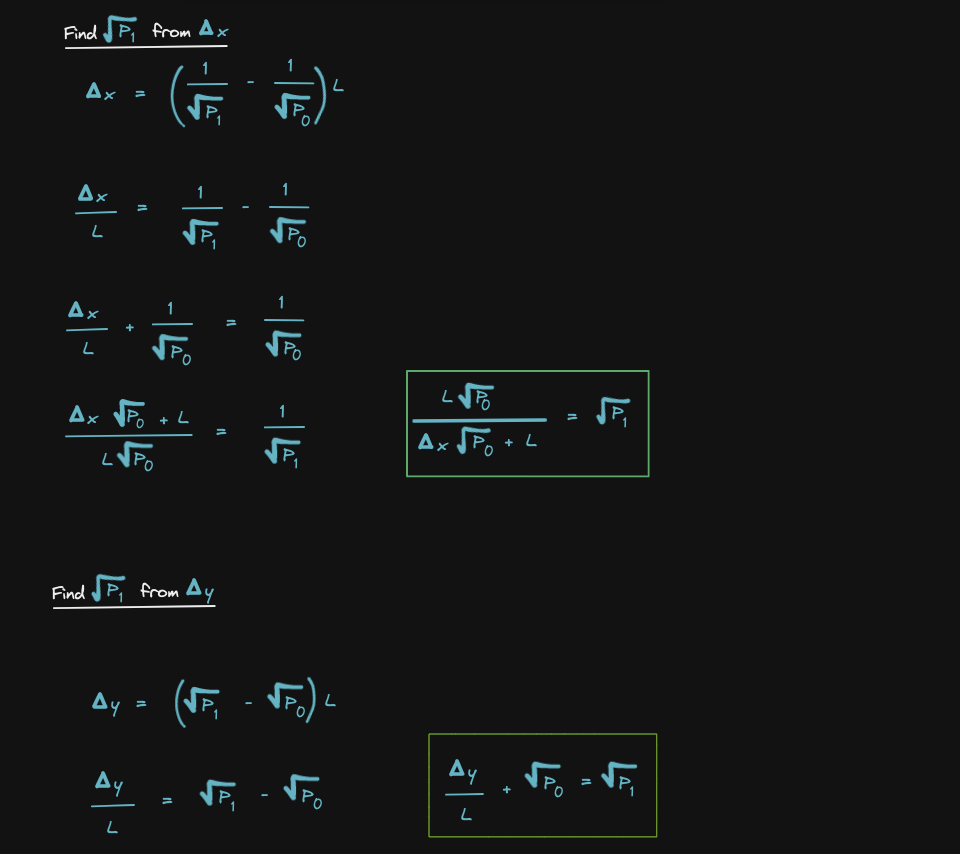 Find √P₁ from Δx
Δx = (1/√P₁ - 1/√P₀) L
Δx/L = 1/√P₁ - 1/√P₀
Δx/L + 1/√P₀ = 1/√P₀
(Δx √P₀ + L)/(L√P₀) = 1/√P₁
(L√P₀)/(Δx √P₀ + L) = √P₁
Find √P₁ from Δy
Δy = (√P₁ - √P₀) L
Δy/L = √P₁ - √P₀
Δy/L + √P₀ = √P₁